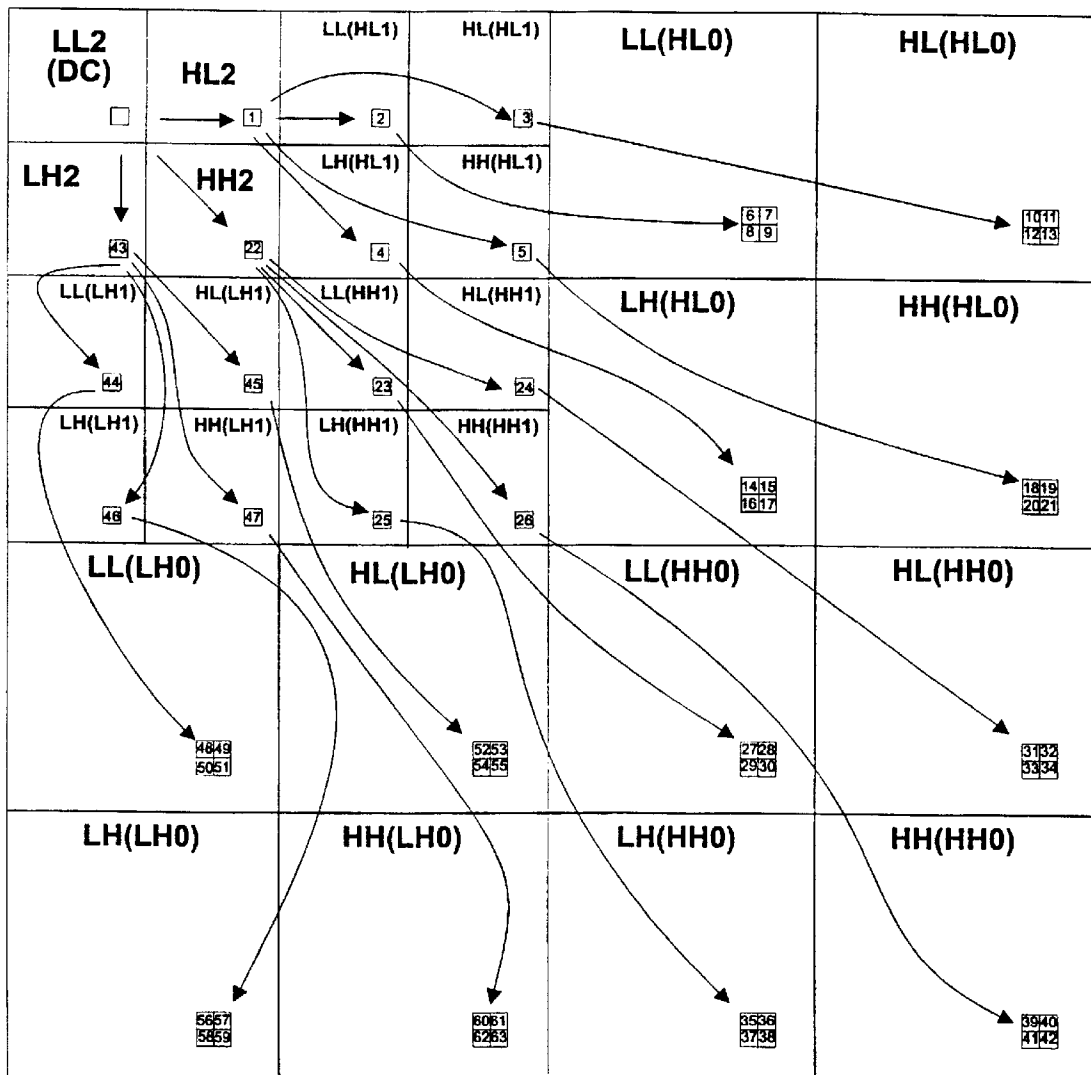 LL2
(DC)
HL2
LL(HL1)
HL(HL1)
LL(HL0)
HL(HL0)
1
2
3
LH2
HH2
LH(HL1)
HH(HL1)
6 7
8 9
10 11
12 13
43
22
4
5
LL(LH1)
HL(LH1)
LL(HH1)
HL(HH1)
LH(HL0)
HH(HL0)
44
45
23
24
LH(LH1)
HH(LH1)
LH(HH1)
HH(HH1)
14 15
16 17
18 19
20 21
46
47
25
26
LL(LH0)
HL(LH0)
LL(HH0)
HL(HH0)
48 49
50 51
52 53
54 55
27 28
29 30
31 32
33 34
LH(LH0)
HH(LH0)
LH(HH0)
HH(HH0)
56 57
58 59
60 61
62 63
35 36
37 38
39 40
41 42